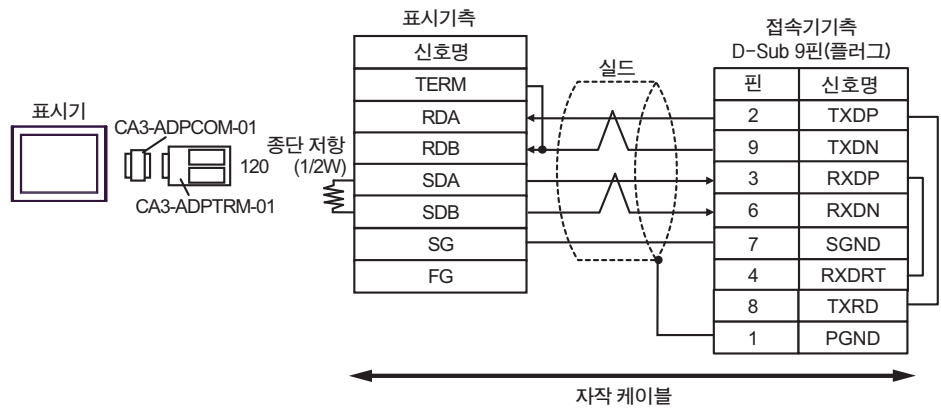 표시기
CA3-ADPCOM-01
CA3-ADPTRM-01
120
종단 저항
(1/2W)
표시기측
신호명
TERM
RDA
RDB
SDA
SDB
SG
FG
실드
접속기기측
D-Sub 9핀(플러그)
핀 신호명
2 TXDP
9 TXDN
3 RXDP
6 RXDN
7 SGND
4 RXDRT
8 TXRD
1 PGND
자작 케이블